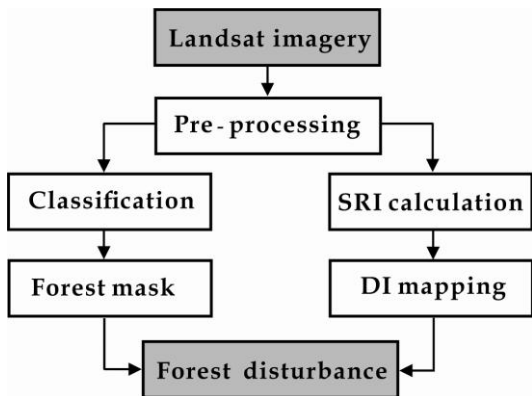 Landsat imagery
Pre-processing
Classification
SRI calculation
Forest mask
DI mapping
Forest disturbance